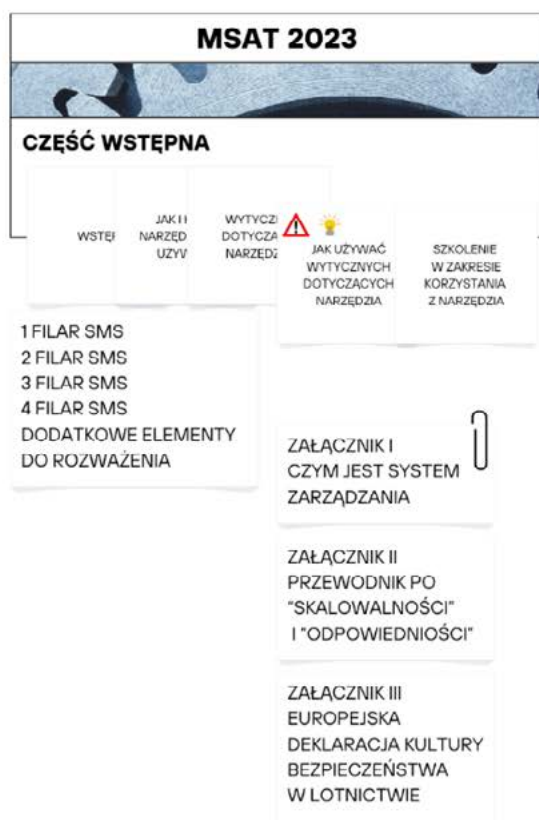 MSAT 2023
CZĘŚĆ WSTĘPNA
JAK UŻYWAĆ
WYTYCZNYCH
DOTYCZĄCYCH
NARZĘDZIA
SZKOLENIE
W ZAKRESIE
KORZYSTANIA
Z NARZĘDZIA
1 FILAR SMS
2 FILAR SMS
3 FILAR SMS
4 FILAR SMS
DODATKOWE ELEMENTY
DO ROZWAŻENIA
ZAŁĄCZNIK I
CZYM JEST SYSTEM
ZARZĄDZANIA
ZAŁĄCZNIK II
PRZEWODNIK PO
"SKALOWALNOŚCI"
I "ODPOWIEDNIOŚCI"
ZAŁĄCZNIK III
EUROPEJSKA
DEKLARACJA KULTURY
BEZPIECZEŃSTWA
W LOTNICTWIE